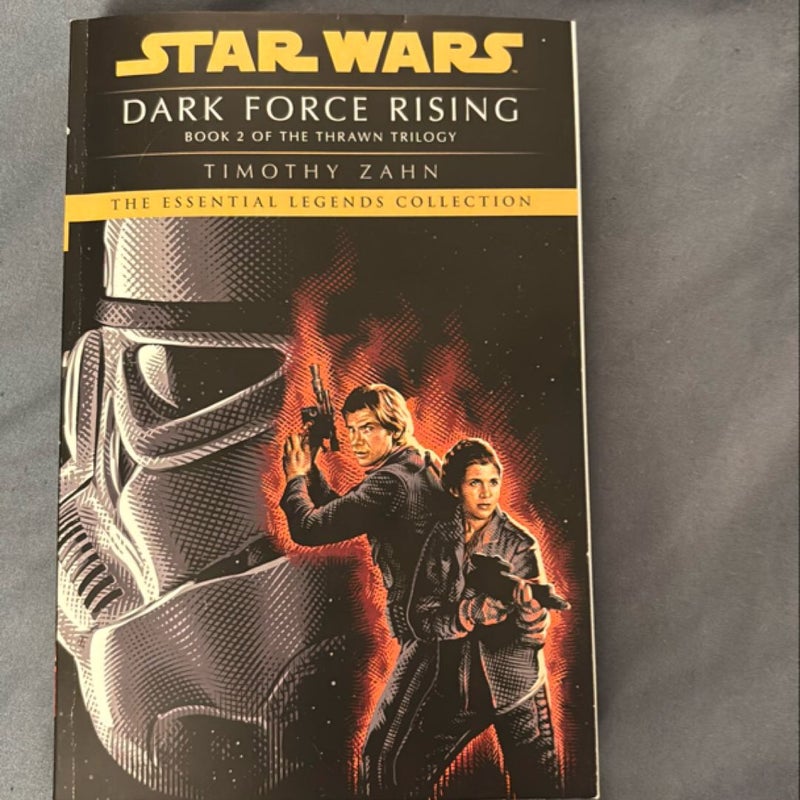 STAR WARS
DARK FORCE RISING
BOOK 2 OF THE THRAWN TRILOGY
TIMOTHY ZAHN
THE ESSENTIAL LEGENDS COLLECTION